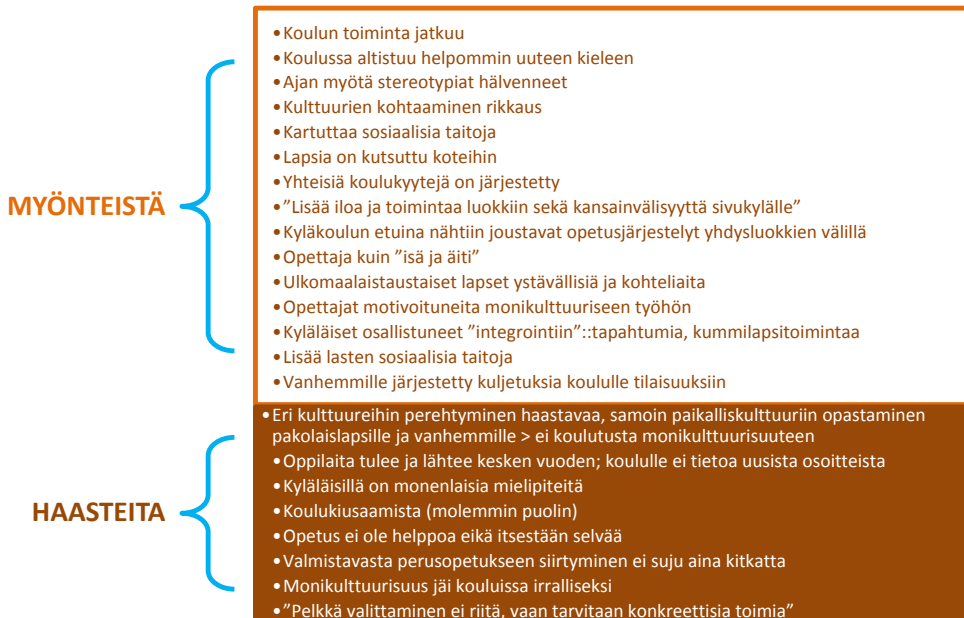 MYÖNTEISTÄ
•Koulun toiminta jatkuu
•Koulussa altistuu helpommin uuteen kieleen
•Ajan myötä stereotypiat hälvenneet
•Kulttuurien kohtaaminen rikkaus
•Kartuttaa sosiaalisia taitoja
•Lapsia on kutsuttu koteihin
•Yhteisiä koulukyytejä on järjestetty
•”Lisää iloa ja toimintaa luokkiin sekä kansainvälisyyttä sivukylälle”
•Kyläkoulun etuina nähtiin joustavat opetusjärjestelyt yhdysluokkien välillä
•Opettaja kuin ”isä ja äiti”
•Ulkomaalaistaustaiset lapset ystävällisiä ja kohteliaita
•Opettajat motivoituneita monikulttuuriseen työhön
•Kyläläiset osallistuneet ”integrointiin”::tapahtumia, kummilapsitoimintaa
•Lisää lasten sosiaalisia taitoja
•Vanhemmille järjestetty kuljetuksia koululle tilaisuuksiin
HAASTEITA
•Eri kulttuureihin perehtyminen haastavaa, samoin paikalliskulttuuriin opastaminen
pakolaislapsille ja vanhemmille > ei koulutusta monikulttuurisuuteen
•Oppilaita tulee ja lähtee kesken vuoden; koululle ei tietoa uusista osoitteista
•Kyläläisillä on monenlaisia mielipiteitä
•Koulukiusaamista (molemmin puolin)
•Opetus ei ole helppoa eikä itsestään selvää
•Valmistavasta perusopetukseen siirtyminen ei suju aina kitkatta
•Monikulttuurisuus jäi kouluissa irralliseksi
•”Pelkkä valittaminen ei riitä, vaan tarvitaan konkreettisia toimia”